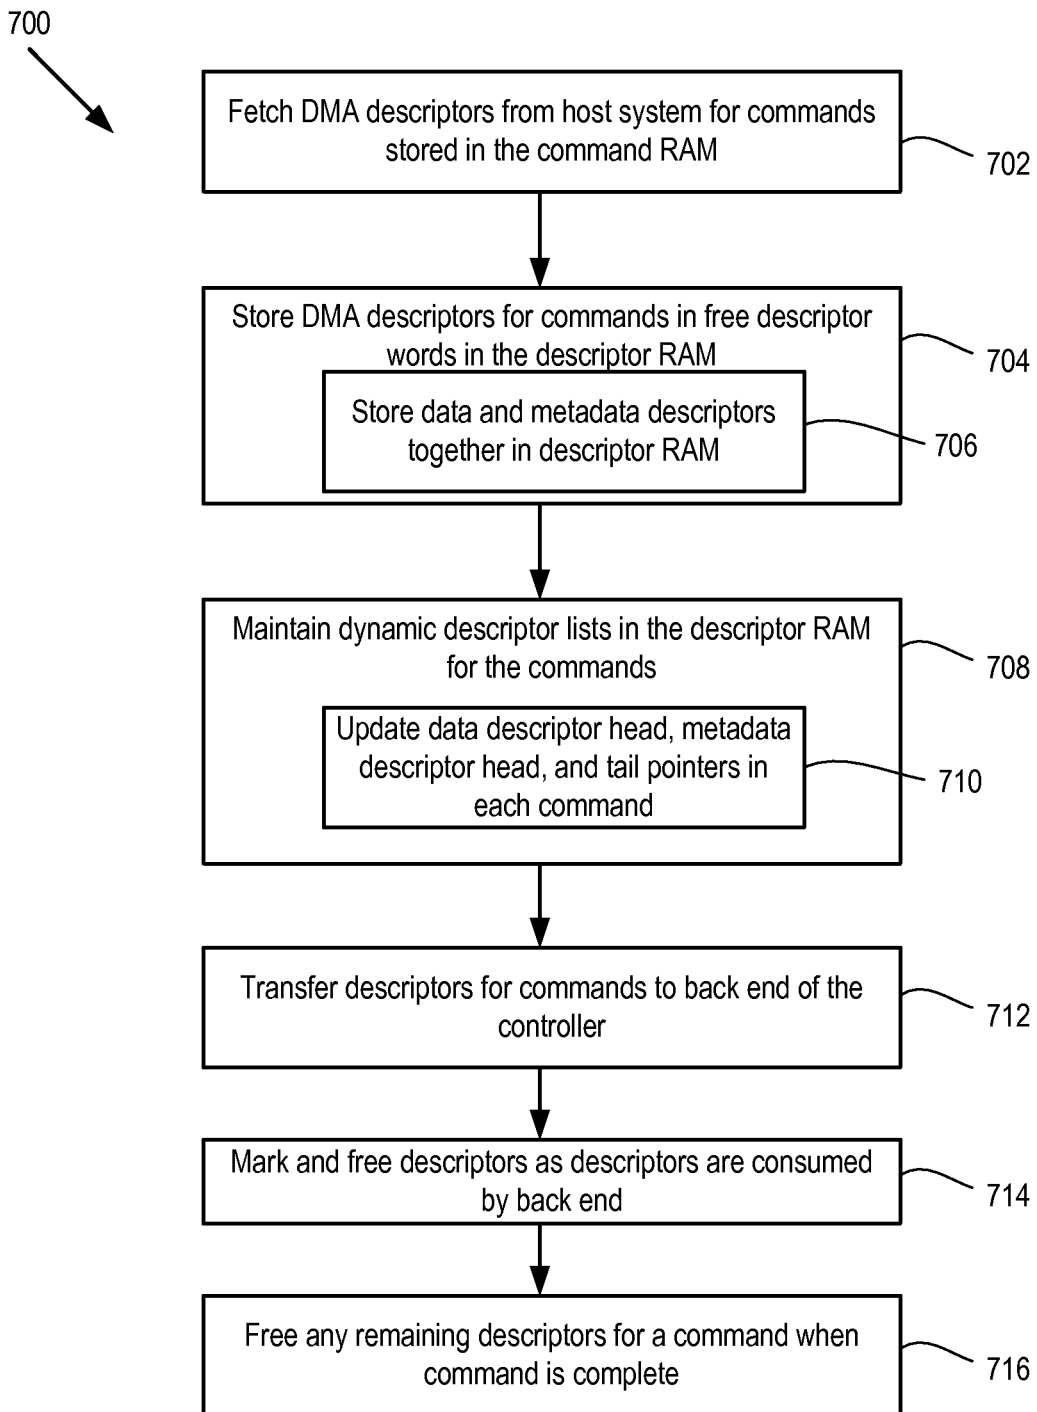 700
Fetch DMA descriptors from host system for commands
stored in the command RAM
702
Store DMA descriptors for commands in free descriptor
words in the descriptor RAM
704
Store data and metadata descriptors
together in descriptor RAM
706
Maintain dynamic descriptor lists in the descriptor RAM
for the commands
708
Update data descriptor head, metadata
descriptor head, and tail pointers in
each command
710
Transfer descriptors for commands to back end of the
controller
712
Mark and free descriptors as descriptors are consumed
by back end
714
Free any remaining descriptors for a command when
command is complete
716